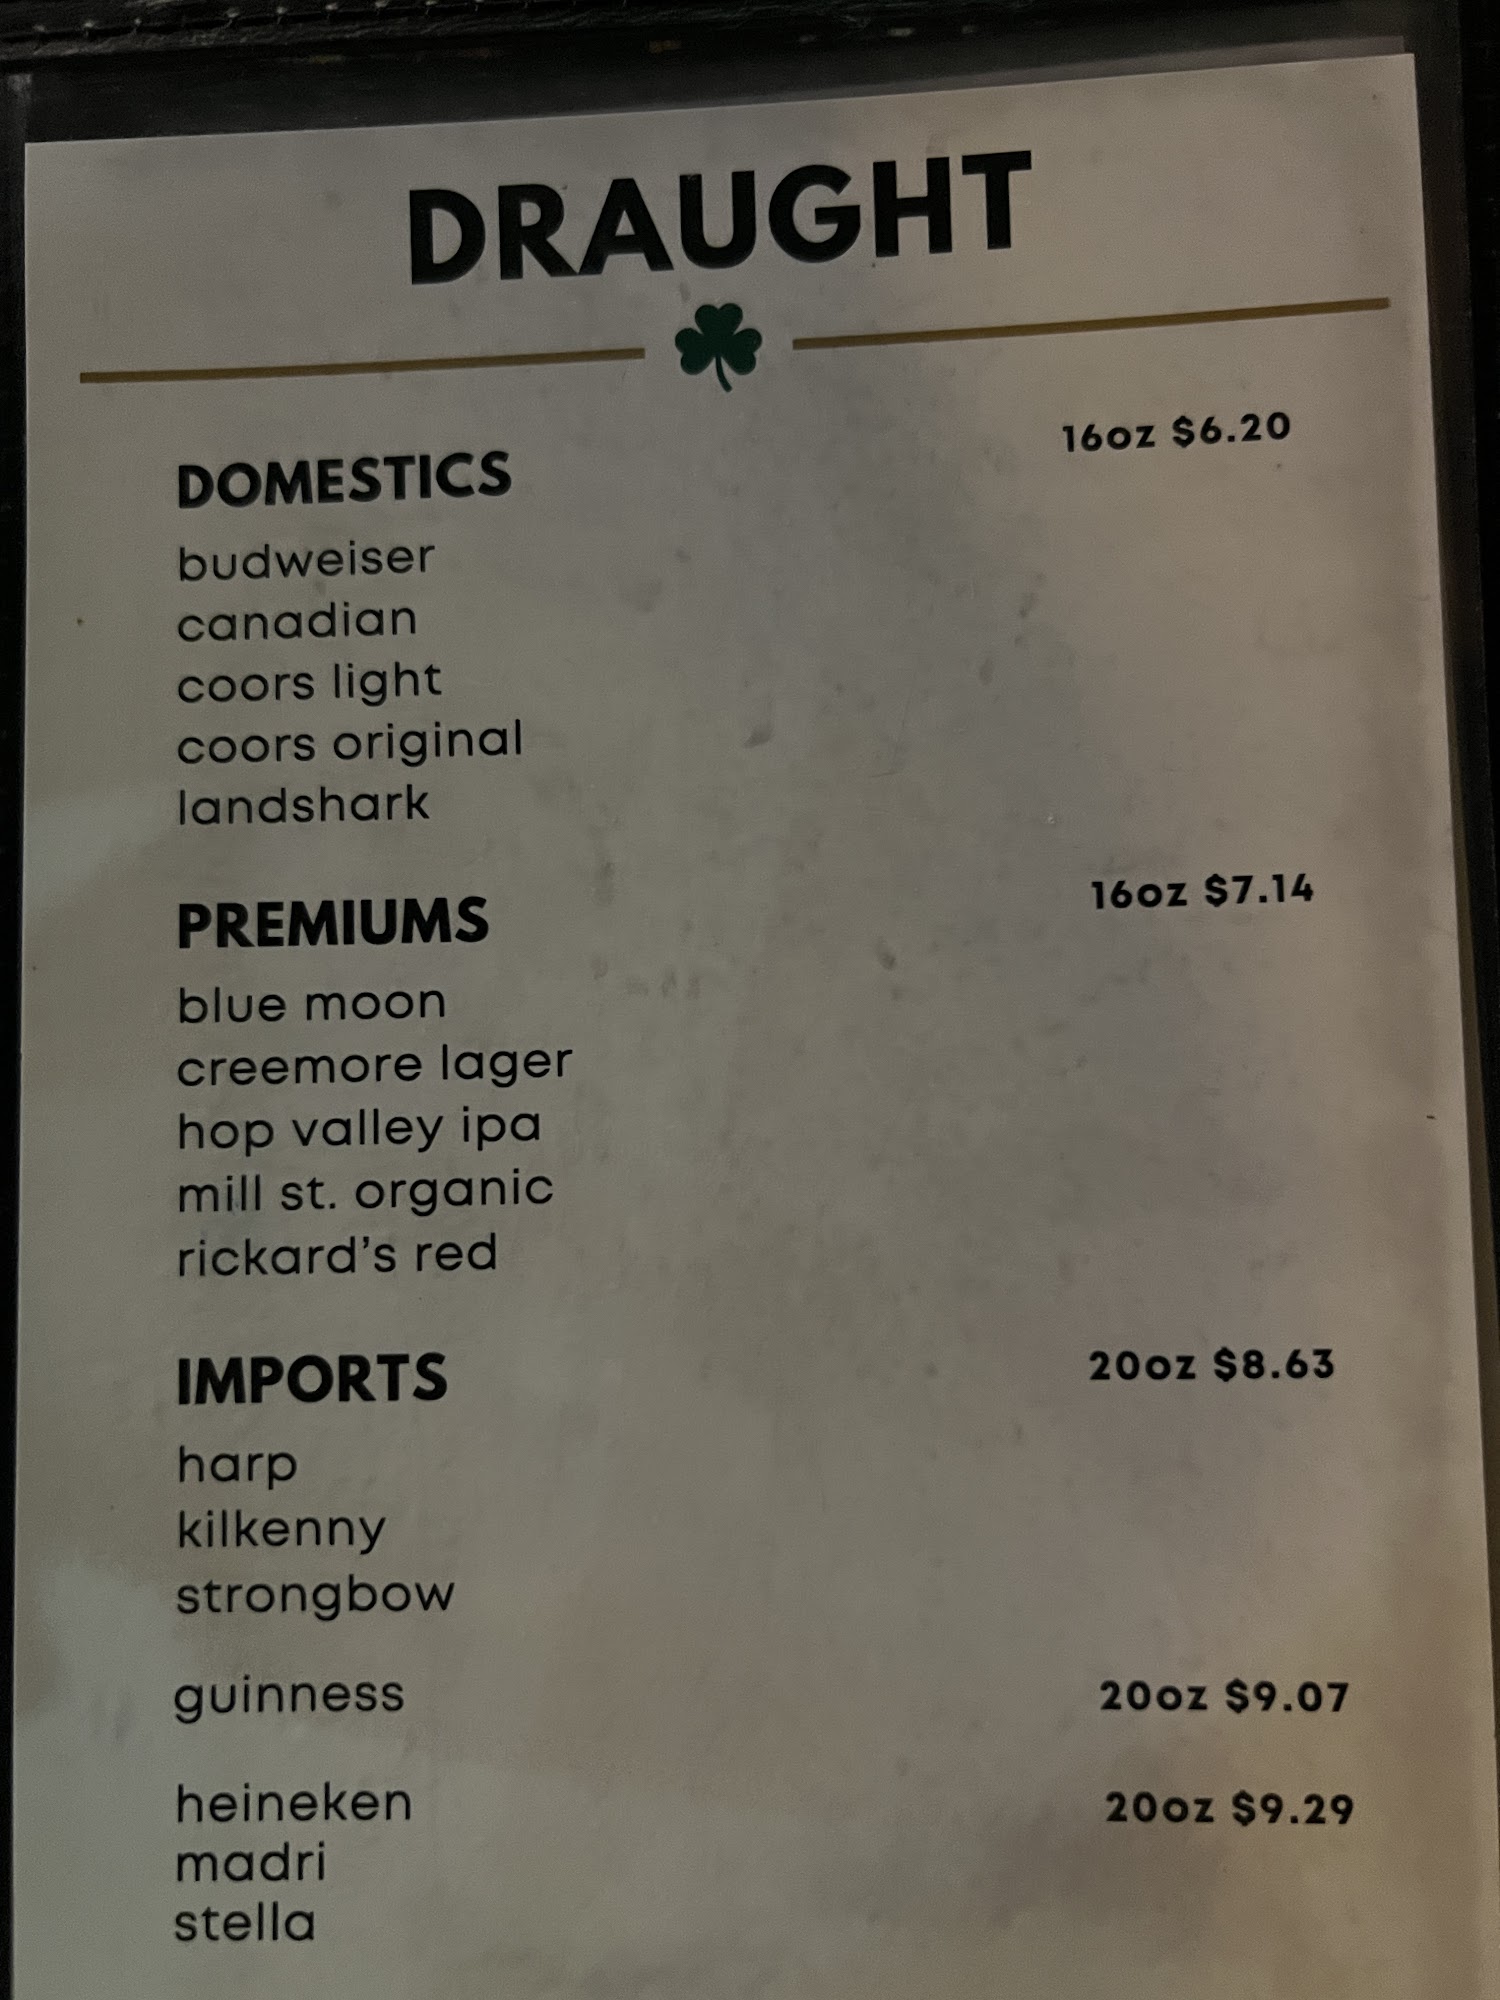 DRAUGHT
DOMESTICS 16oz $6.20
budweiser
canadian
coors light
coors original
landshark
PREMIUMS 16oz $7.14
blue moon
creemore lager
hop valley ipa
mill st. organic
rickard's red
IMPORTS 20oz $8.63
harp
kilkenny
strongbow
guinness 20oz $9.07
heineken 20oz $9.29
madri
stella